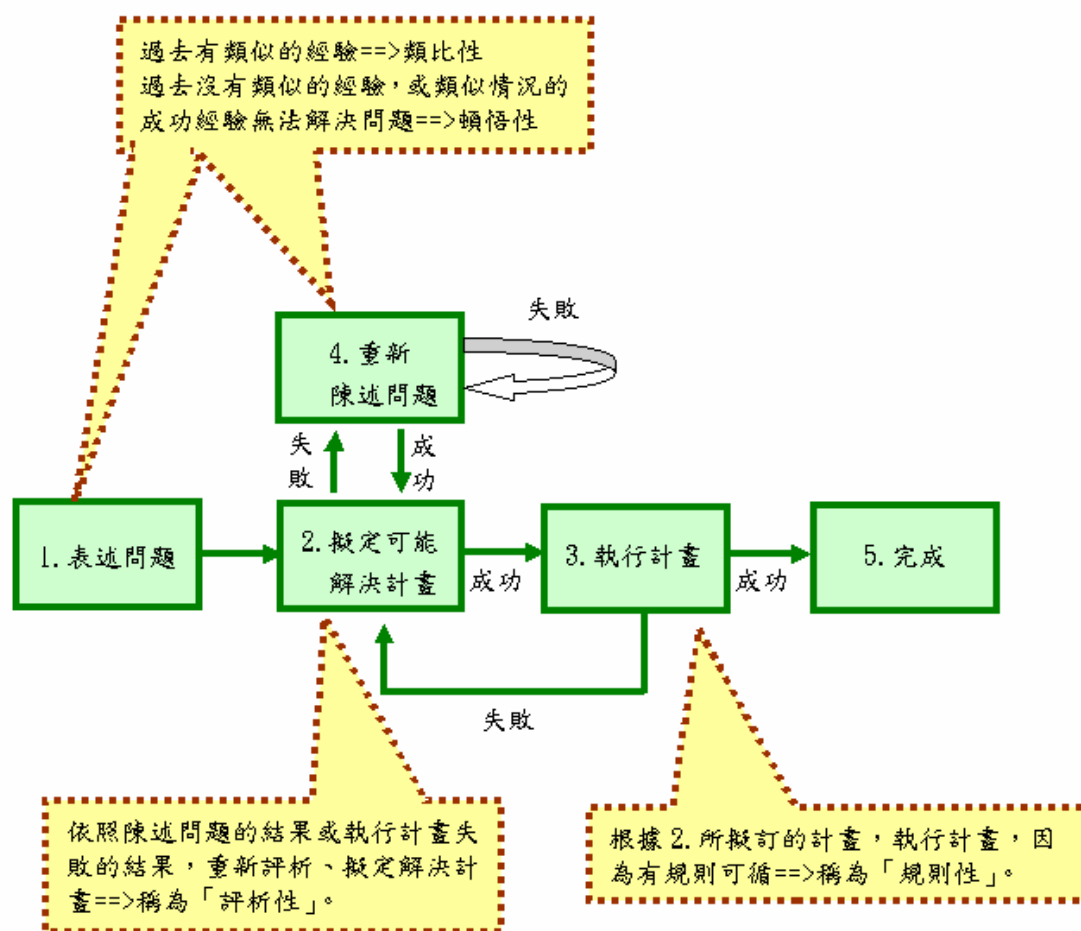 過去有類似的經驗==>類比性
過去沒有類似的經驗，或類似情況的
成功經驗無法解決問題==>頓悟性
失敗
4.重新
陳述問題
失
敗
成
功
1.表述問題
2.擬定可能
解決計畫
成功
3.執行計畫
成功
5.完成
失敗
依照陳述問題的結果或執行計畫失
敗的結果，重新評析、擬定解決計
畫==>稱為「評析性」。
根據2.所擬訂的計畫，執行計畫，因
為有規則可循==>稱為「規則性」。